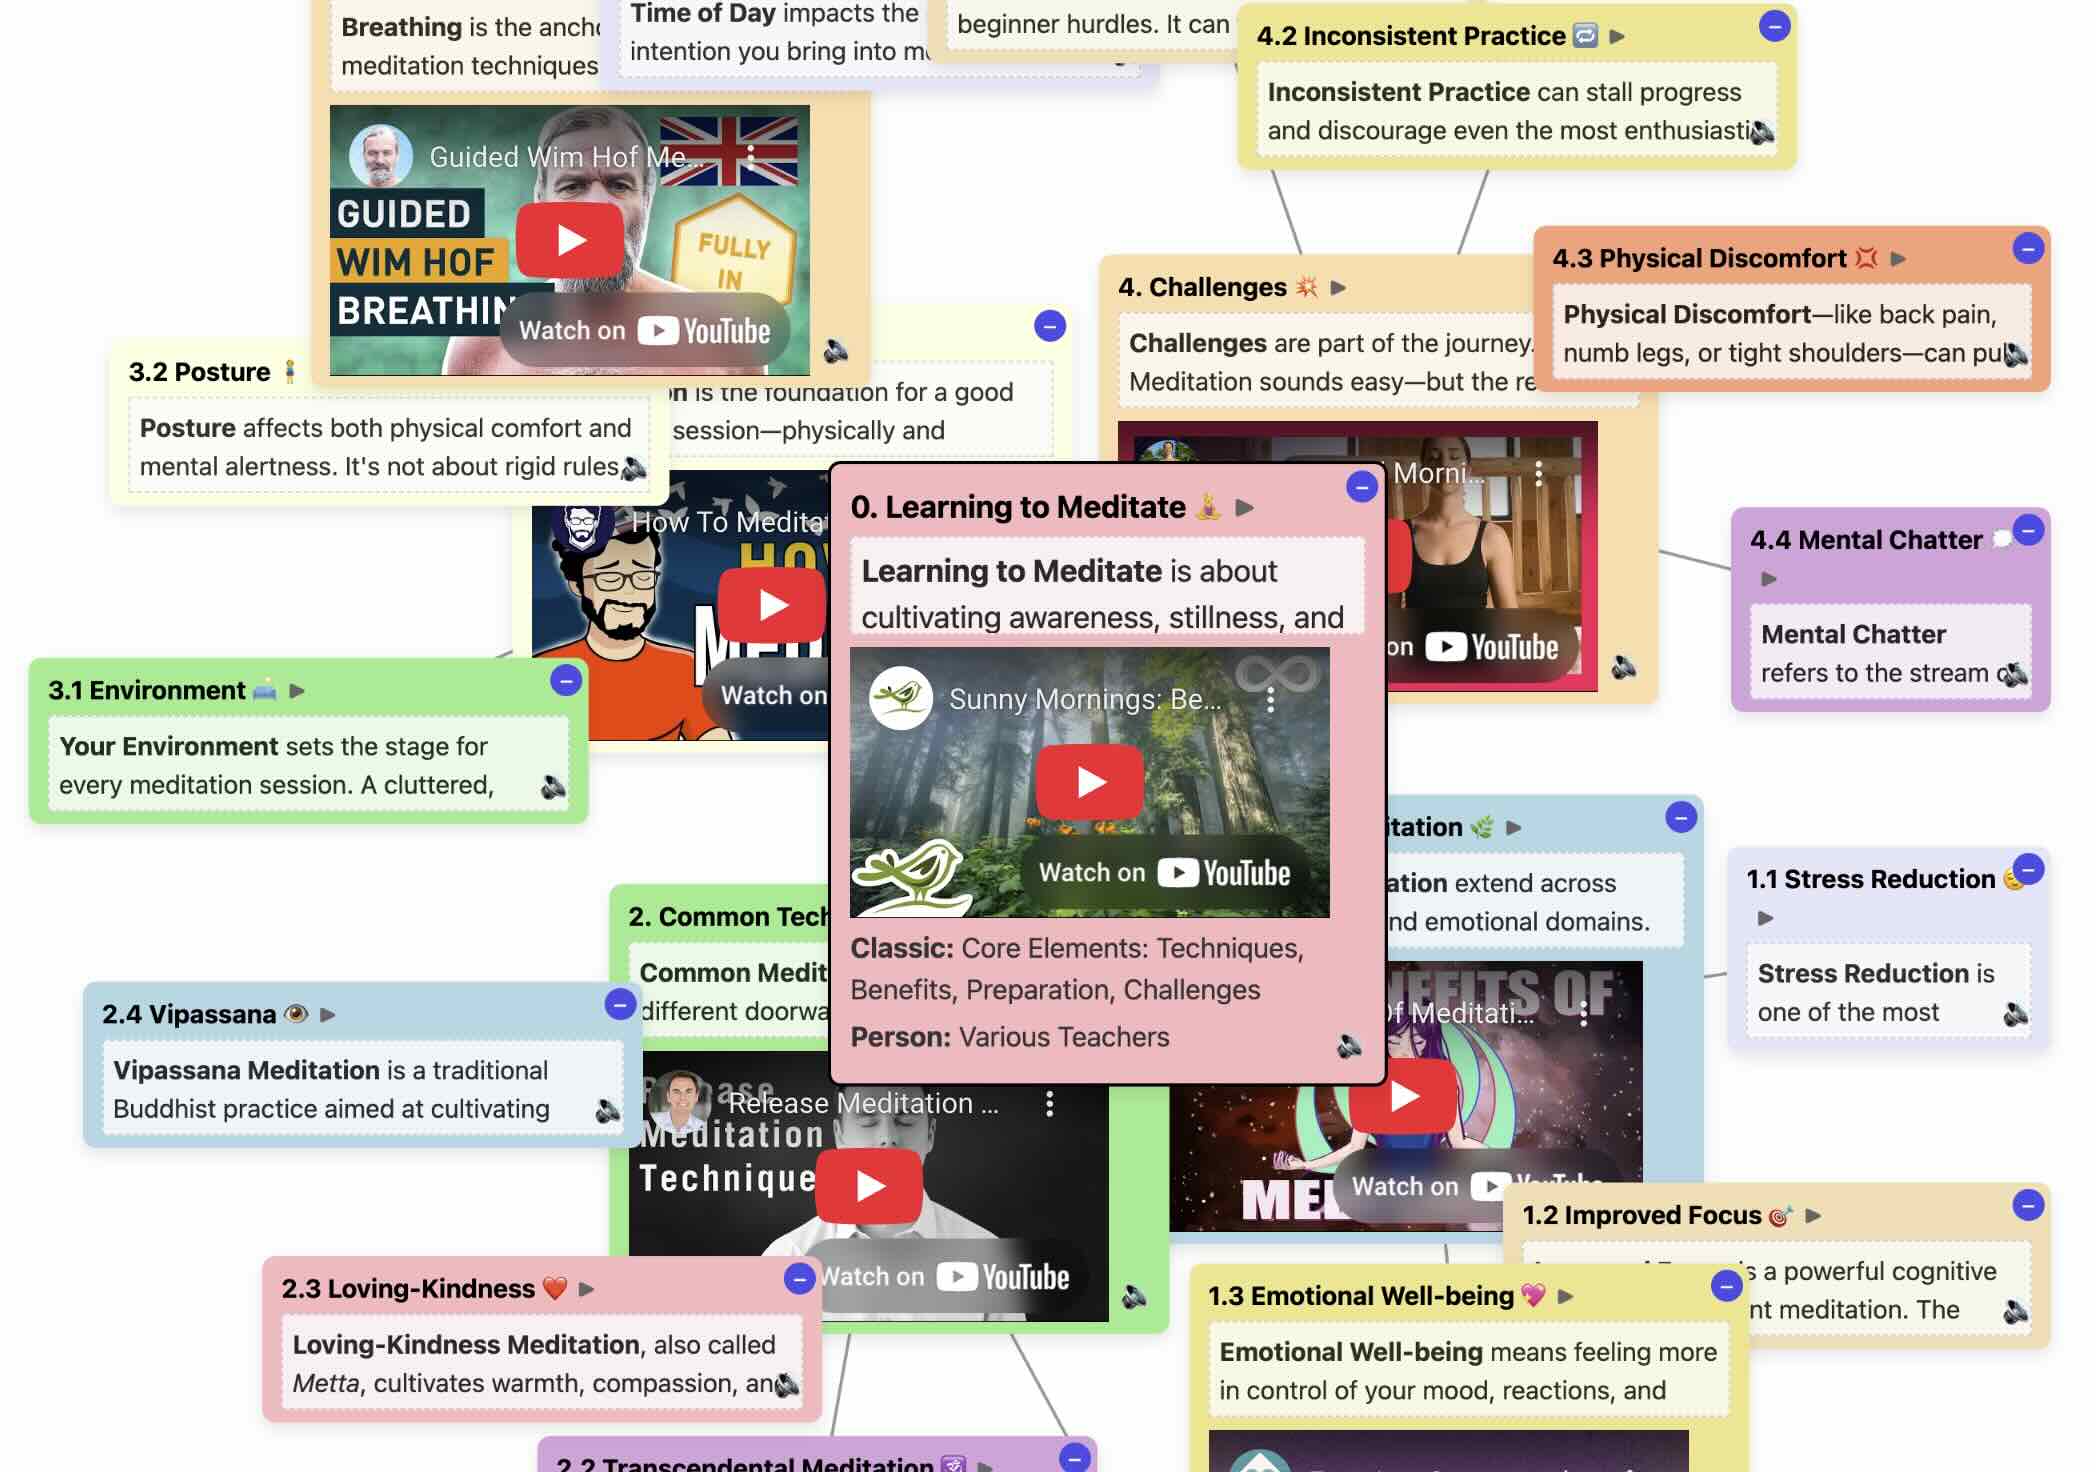 Breathing is the ancho
meditation techniques
Time of Day impacts the
intention you bring into m
beginner hurdles. It can
4.2 Inconsistent Practice
Inconsistent Practice can stall progress
and discourage even the most enthusiasti
Guided Wim Hof Me...
GUIDED
WIM HOF
BREATHIN
FULLY
IN
Watch on YouTube
4.3 Physical Discomfort
Physical Discomfort—like back pain,
numb legs, or tight shoulders—can pul
4. Challenges
Challenges are part of the journey.
Meditation sounds easy—but the re
Morni...
on YouTube
3.2 Posture
Posture affects both physical comfort and
mental alertness. It's not about rigid rules,
on is the foundation for a good
session—physically and
How To Medita
HO
MED
Watch on
0. Learning to Meditate
Learning to Meditate is about
cultivating awareness, stillness, and
Sunny Mornings: Be...
Watch on YouTube
Classic: Core Elements: Techniques,
Benefits, Preparation, Challenges
Person: Various Teachers
4.4 Mental Chatter
Mental Chatter
refers to the stream o
3.1 Environment
Your Environment sets the stage for
every meditation session. A cluttered,
itation
ation extend across
nd emotional domains.
NEFITS OF
Of Meditati...
MED
Watch on YouTube
1.1 Stress Reduction
Stress Reduction is
one of the most
2. Common Tech
Common Medit
different doorwa
Release Meditation ...
Release
Meditation
Technique
Watch on YouTube
2.4 Vipassana
Vipassana Meditation is a traditional
Buddhist practice aimed at cultivating
1.2 Improved Focus
s a powerful cognitive
nt meditation. The
2.3 Loving-Kindness
Loving-Kindness Meditation, also called
Metta, cultivates warmth, compassion, an
1.3 Emotional Well-being
Emotional Well-being means feeling more
in control of your mood, reactions, and
2.2 Transcendental Meditation